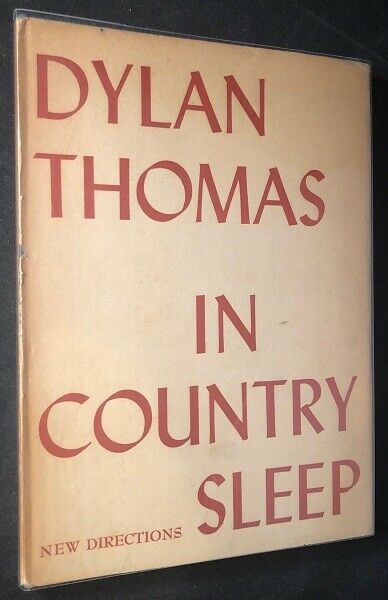 DYLAN
THOMAS
IN
COUNTRY
SLEEP
NEW DIRECTIONS